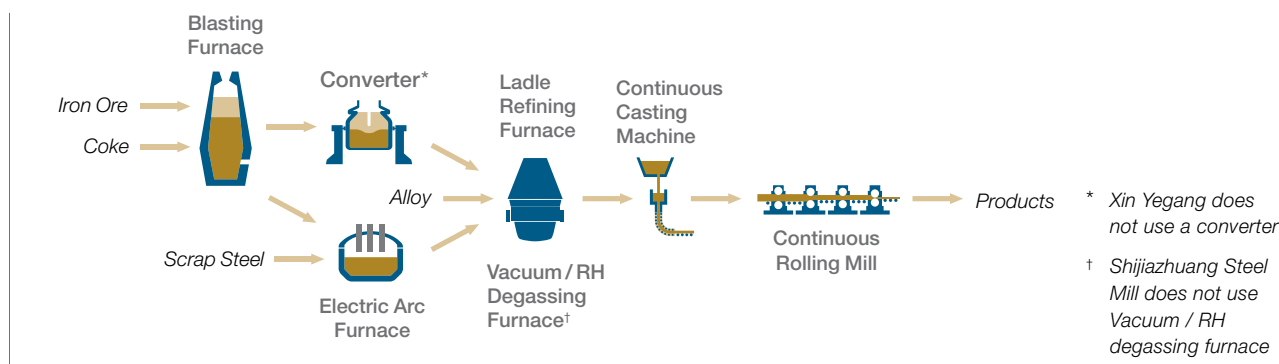 Blasting
Furnace
Iron Ore
Coke
Converter*
Ladle
Refining
Furnace
Continuous
Casting
Machine
Alloy
Scrap Steel
Electric Arc
Furnace
Vacuum / RH
Degassing
Furnace†
Continuous
Rolling Mill
Products
* Xin Yegang does
not use a converter
† Shijiazhuang Steel
Mill does not use
Vacuum / RH
degassing furnace